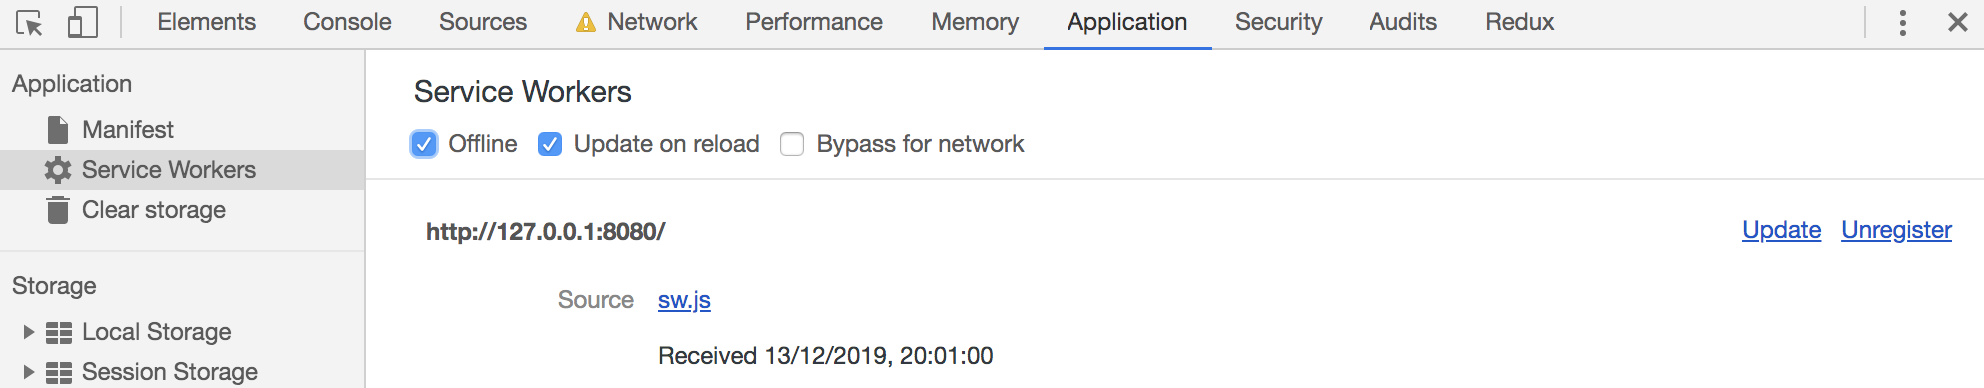 Elements Console Sources Network Performance Memory Application Security Audits Redux
Application
Manifest
Service Workers
Clear storage
Storage
Local Storage
Session Storage
Service Workers
Offline Update on reload Bypass for network
http://127.0.0.1:8080/ Update Unregister
Source sw.js
Received 13/12/2019, 20:01:00